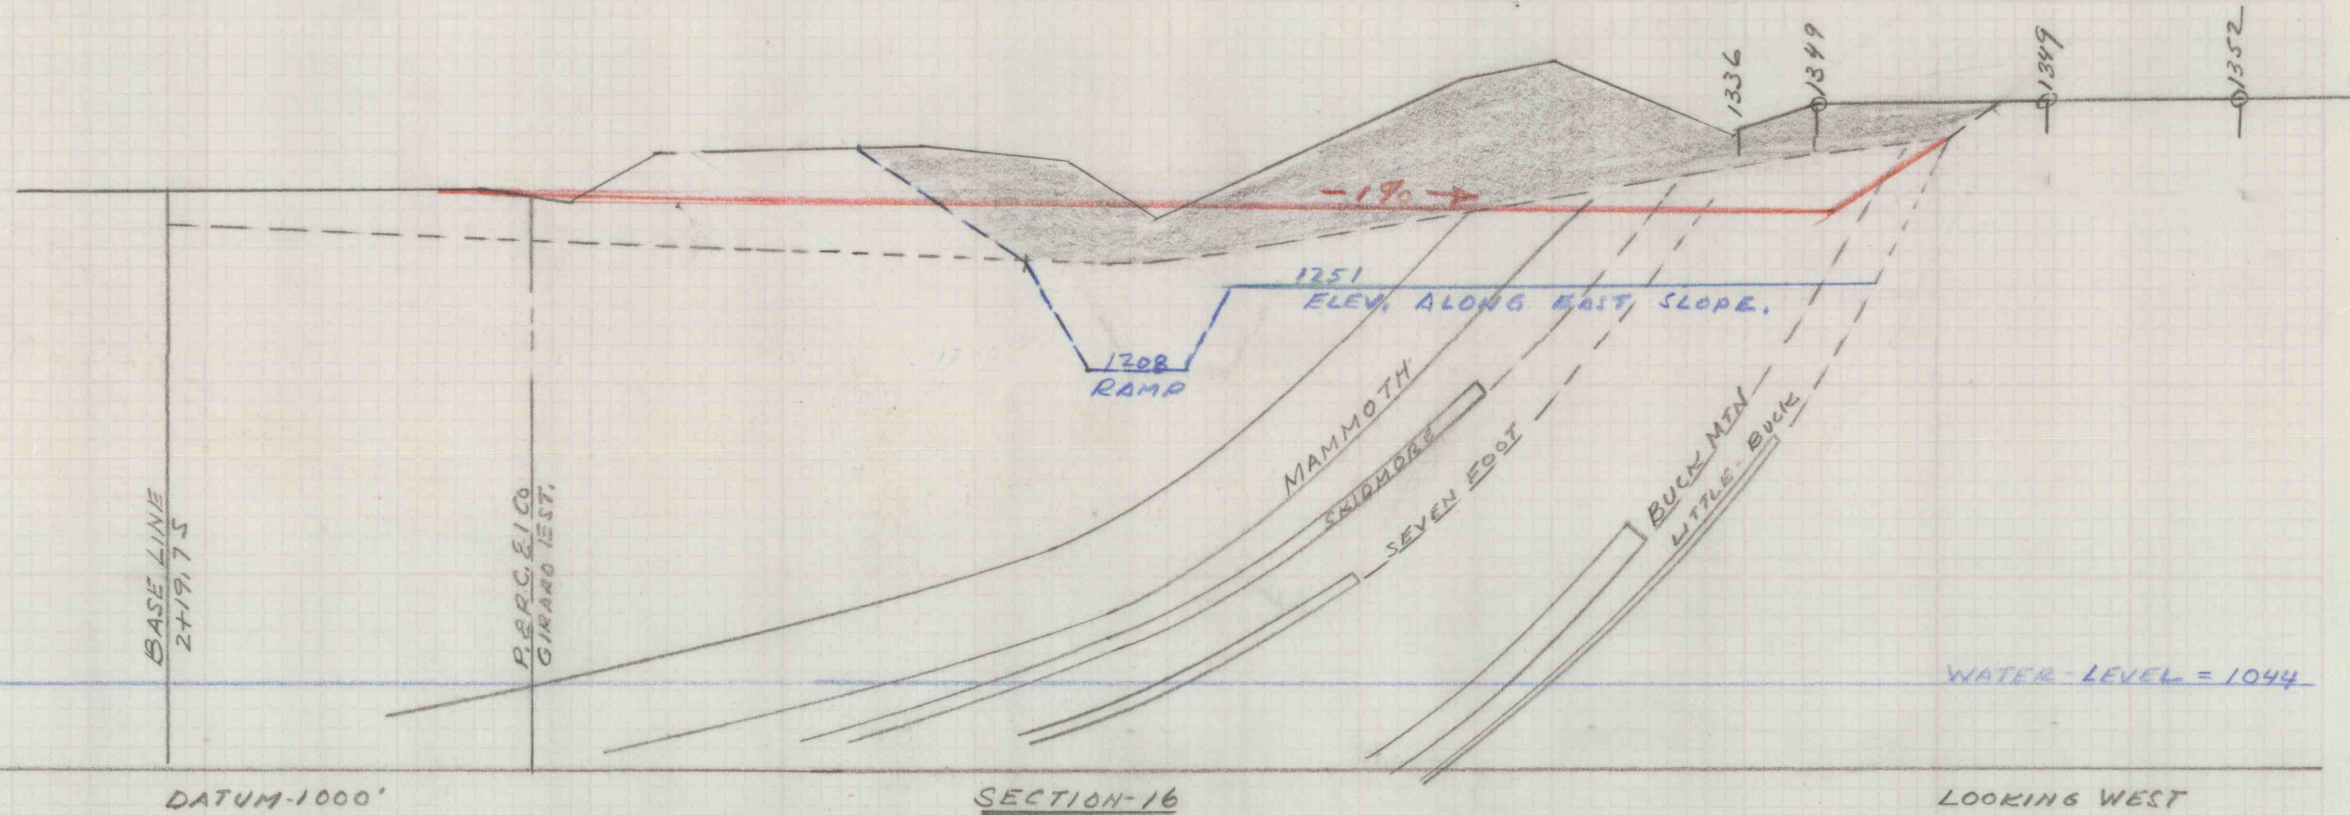 1336
1349
1349
1352
-1% →
1251
ELEV. ALONG EAST SLOPE.
1208
RAMP
MAMMOTH
SKIDMORE
SEVEN FOOT
BUCK MTN
LITTLE-BUCK
BASE LINE
2+19.75
P.&R.C.&I CO
GIRARD EST.
WATER-LEVEL = 1044
DATUM-1000'
SECTION-16
LOOKING WEST